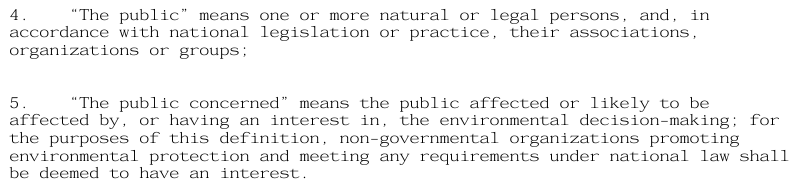 4. “The public” means one or more natural or legal persons, and, in
accordance with national legislation or practice, their associations,
organizations or groups;
5. “The public concerned” means the public affected or likely to be
affected by, or having an interest in, the environmental decision-making; for
the purposes of this definition, non-governmental organizations promoting
environmental protection and meeting any requirements under national law shall
be deemed to have an interest.